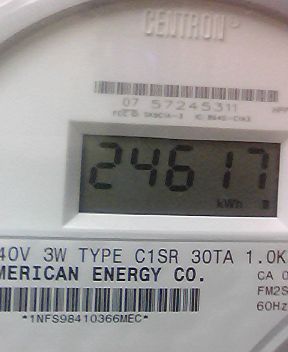 CENTRON®
07 57245311
24617
kWh
40V 3W TYPE C1SR 30TA 1.0K
MERICAN ENERGY CO.
CA 0
FM2S
60Hz
*1NFS98410366MEC*